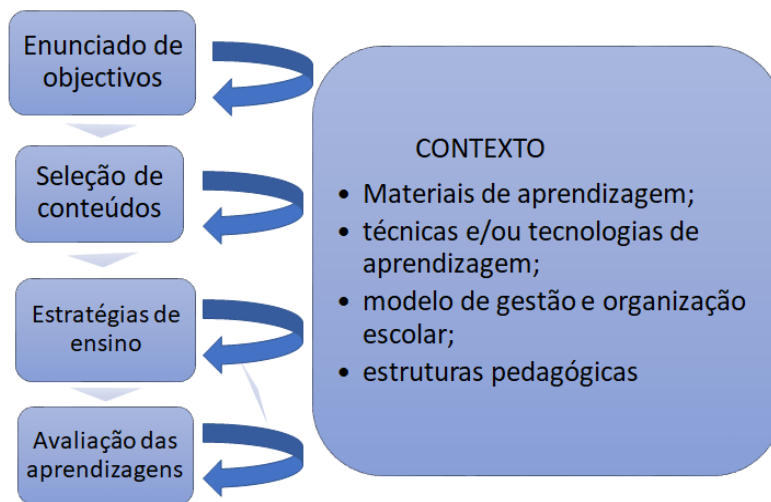 Enunciado de
objectivos
Seleção de
conteúdos
Estratégias de
ensino
Avaliação das
aprendizagens
CONTEXTO
• Materiais de aprendizagem;
• técnicas e/ou tecnologias de
aprendizagem;
• modelo de gestão e organização
escolar;
• estruturas pedagógicas